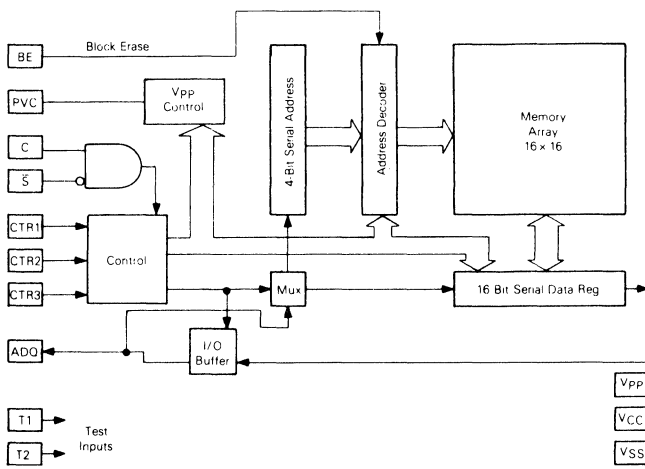 BE
Block Erase
PVC
Vpp
Control
C
S̅
CTR1
CTR2
CTR3
Control
4-Bit Serial Address
Address Decoder
Memory
Array
16 × 16
Mux
16 Bit Serial Data Reg
ADQ
I/O
Buffer
T1
T2
Test
Inputs
VPP
VCC
VSS